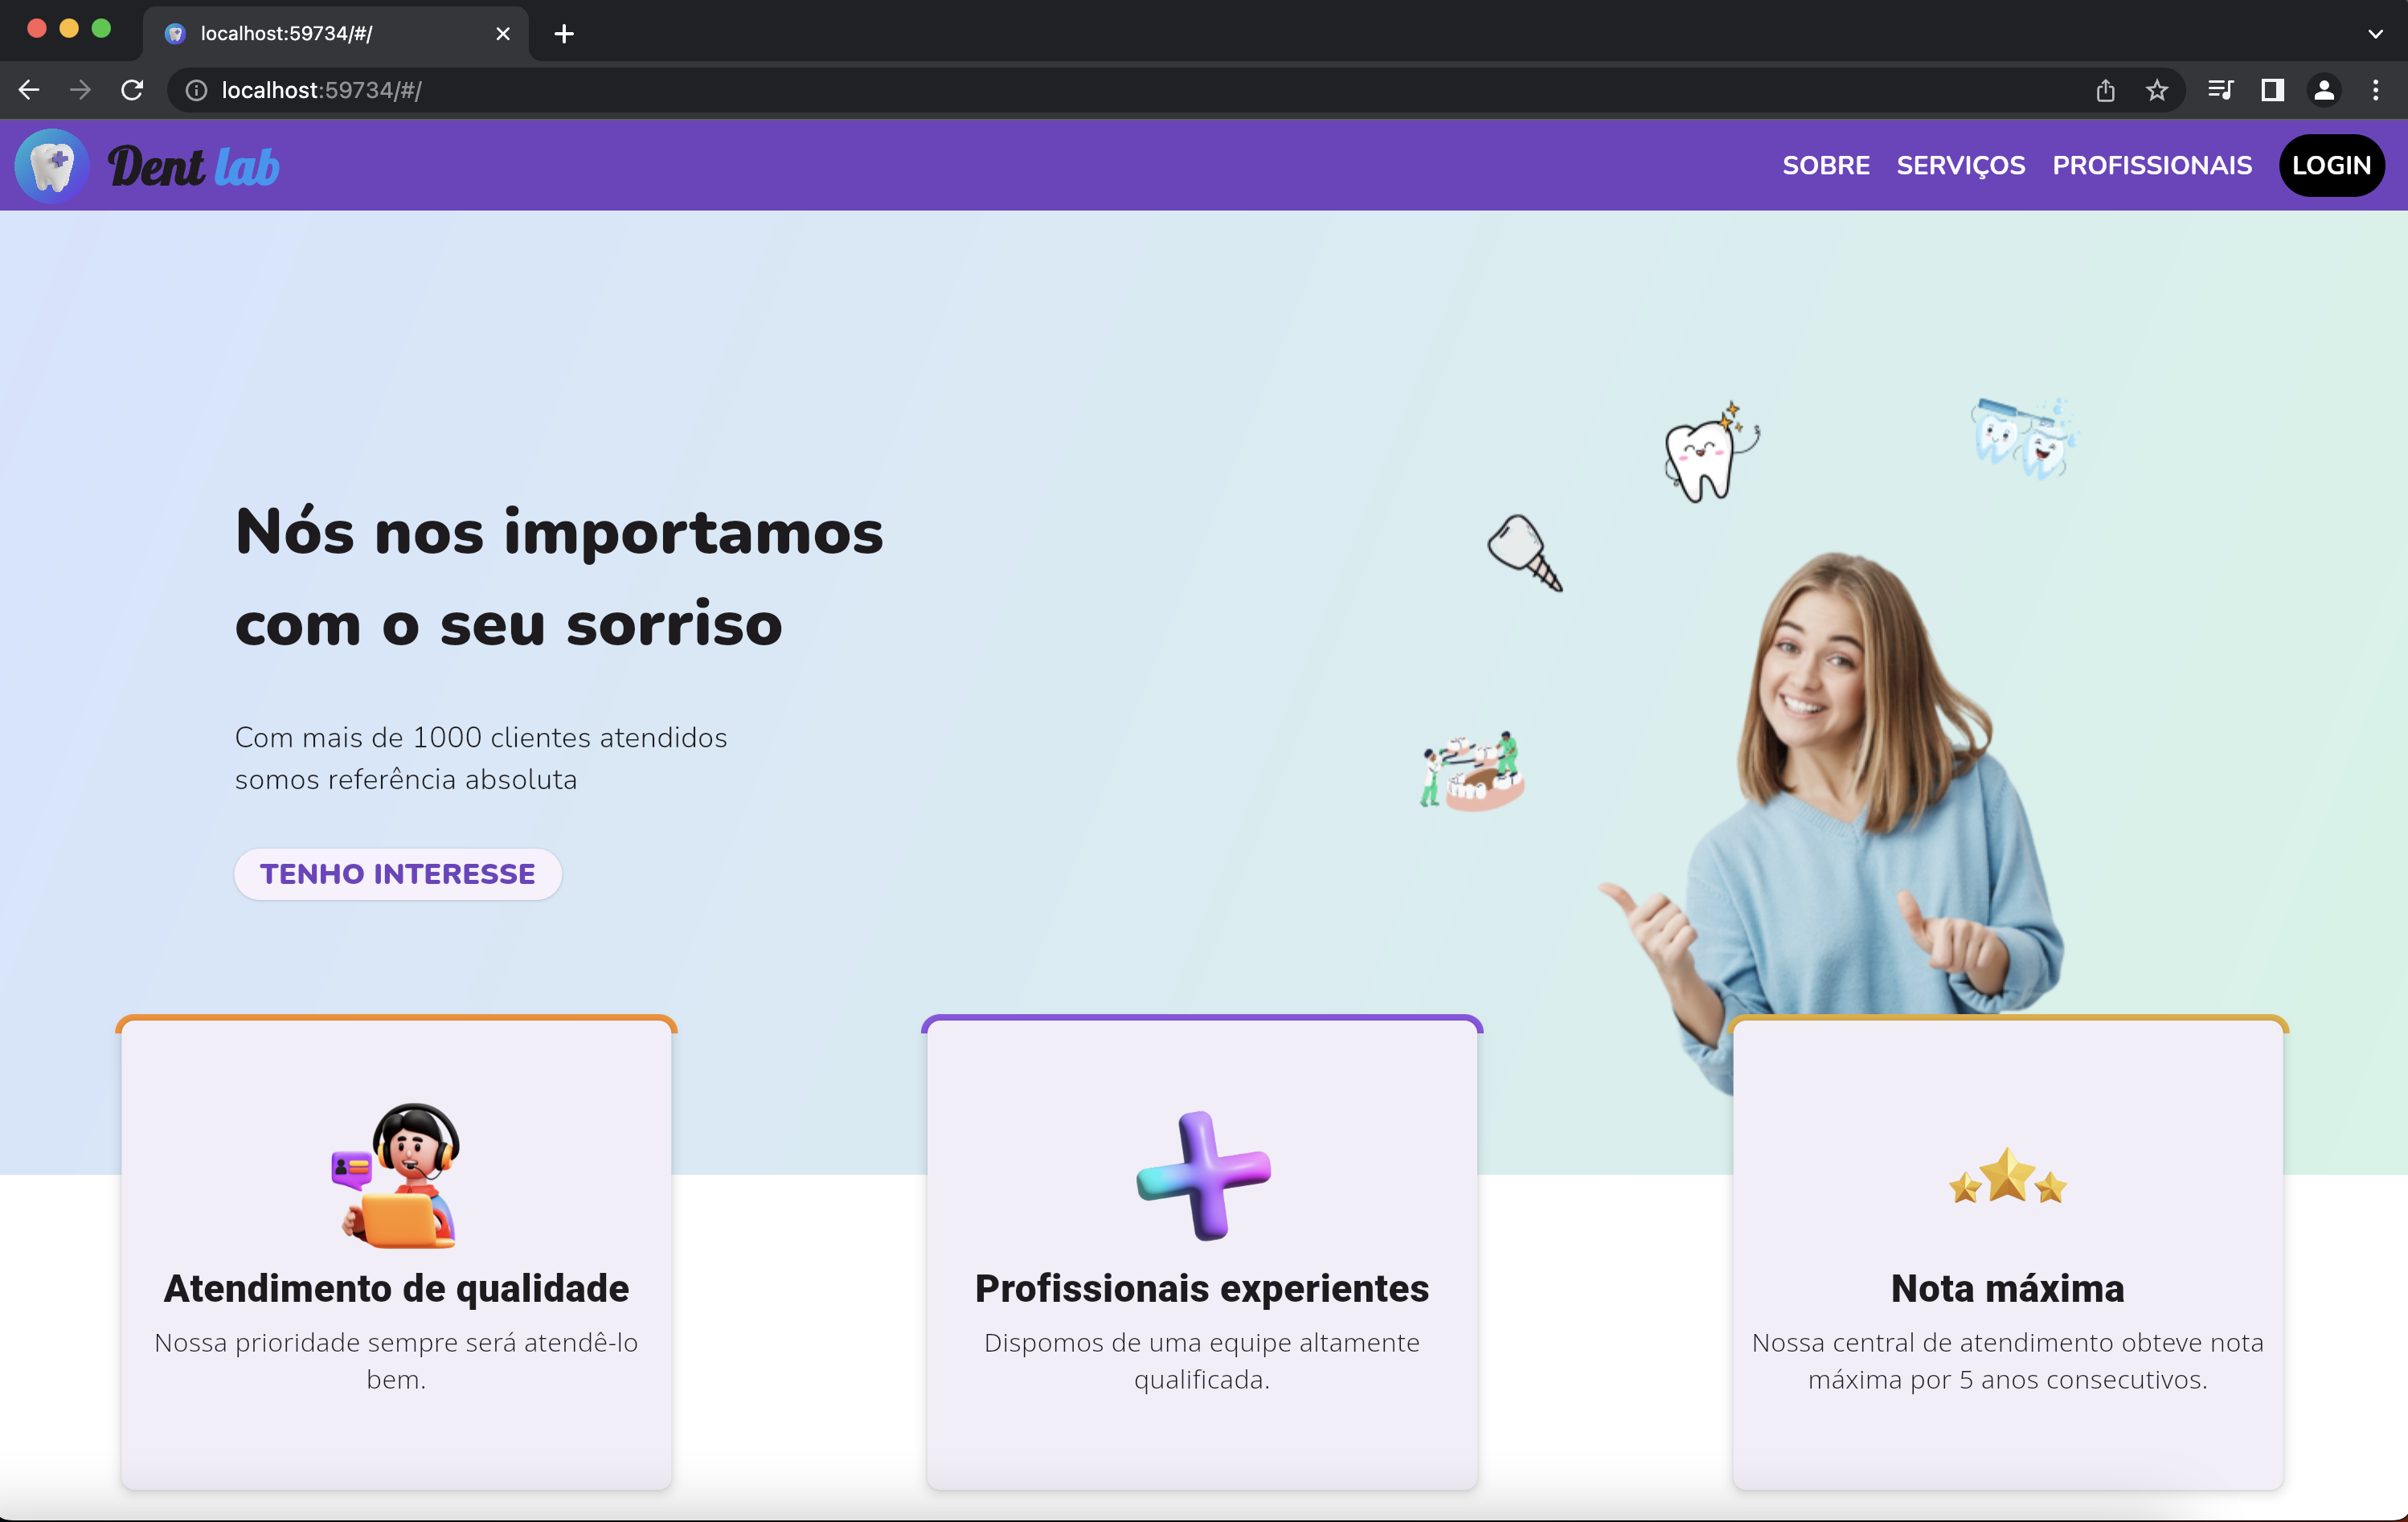 localhost:59734/#/
localhost:59734/#/
Dent lab
SOBRE SERVIÇOS PROFISSIONAIS LOGIN
Nós nos importamos
com o seu sorriso
Com mais de 1000 clientes atendidos
somos referência absoluta
TENHO INTERESSE
Atendimento de qualidade
Nossa prioridade sempre será atendê-lo
bem.
Profissionais experientes
Dispomos de uma equipe altamente
qualificada.
Nota máxima
Nossa central de atendimento obteve nota
máxima por 5 anos consecutivos.